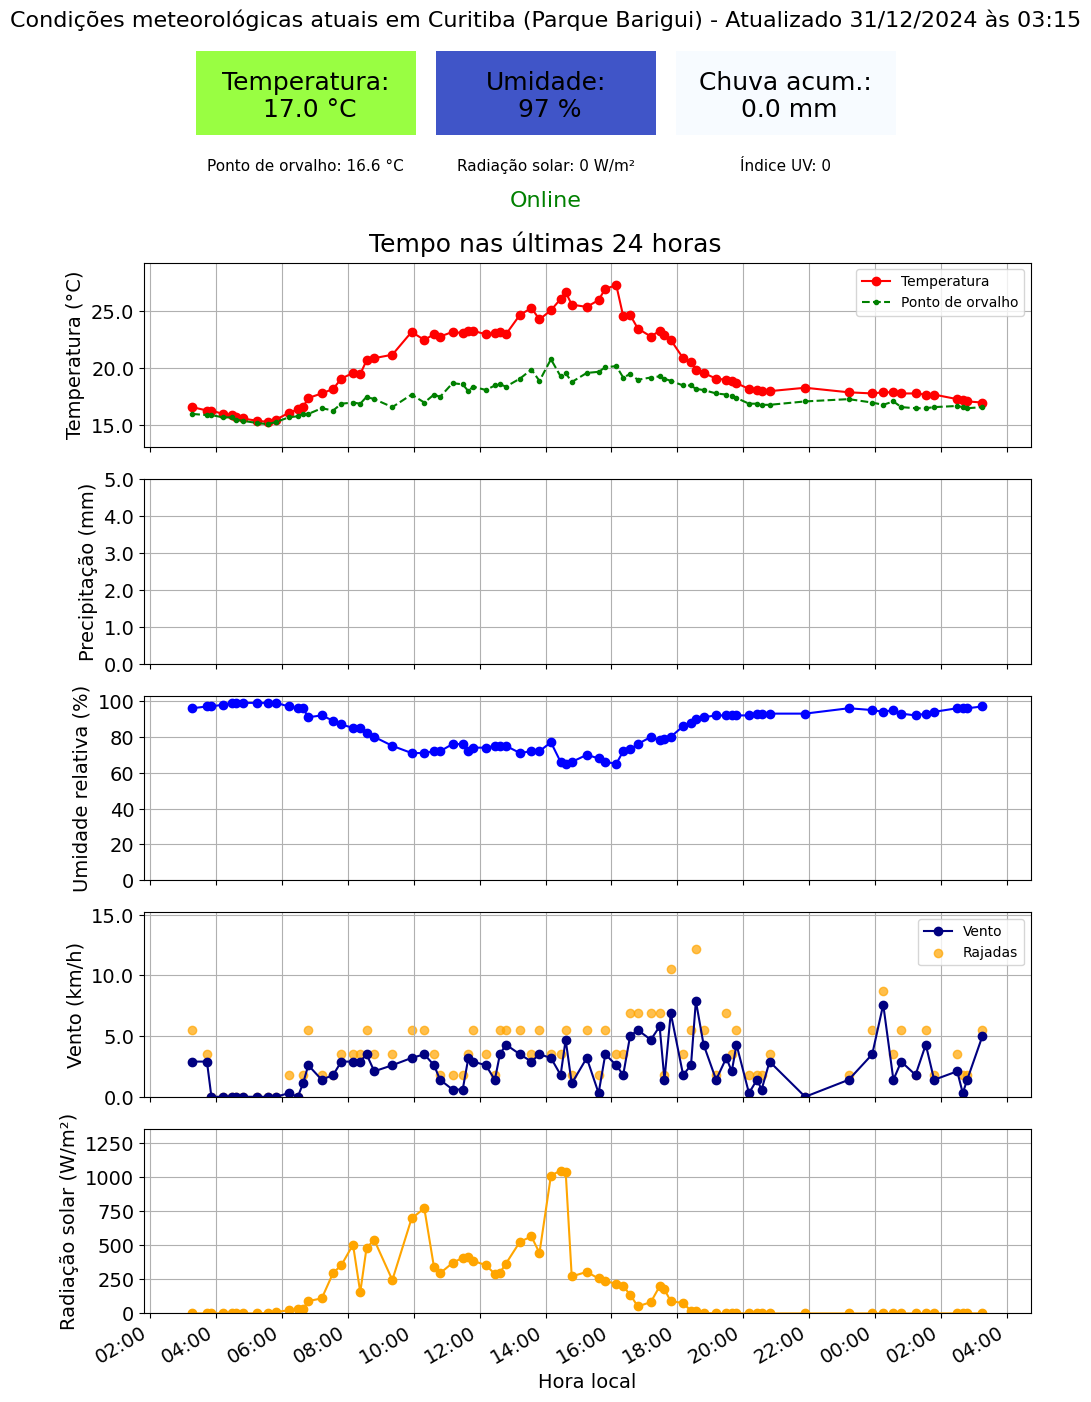 Condições meteorológicas atuais em Curitiba (Parque Barigui) - Atualizado 31/12/2024 às 03:15
Temperatura:
17.0 °C
Umidade:
97 %
Chuva acum.:
0.0 mm
Ponto de orvalho: 16.6 °C
Radiação solar: 0 W/m²
Índice UV: 0
Online
Tempo nas últimas 24 horas
Temperatura (°C)
25.0
20.0
15.0
Temperatura
Ponto de orvalho
Precipitação (mm)
5.0
4.0
3.0
2.0
1.0
0.0
Umidade relativa (%)
100
80
60
40
20
0
Vento (km/h)
15.0
10.0
5.0
0.0
Vento
Rajadas
Radiação solar (W/m²)
1250
1000
750
500
250
0
02:00
04:00
06:00
08:00
10:00
12:00
14:00
16:00
18:00
20:00
22:00
00:00
02:00
04:00
Hora local